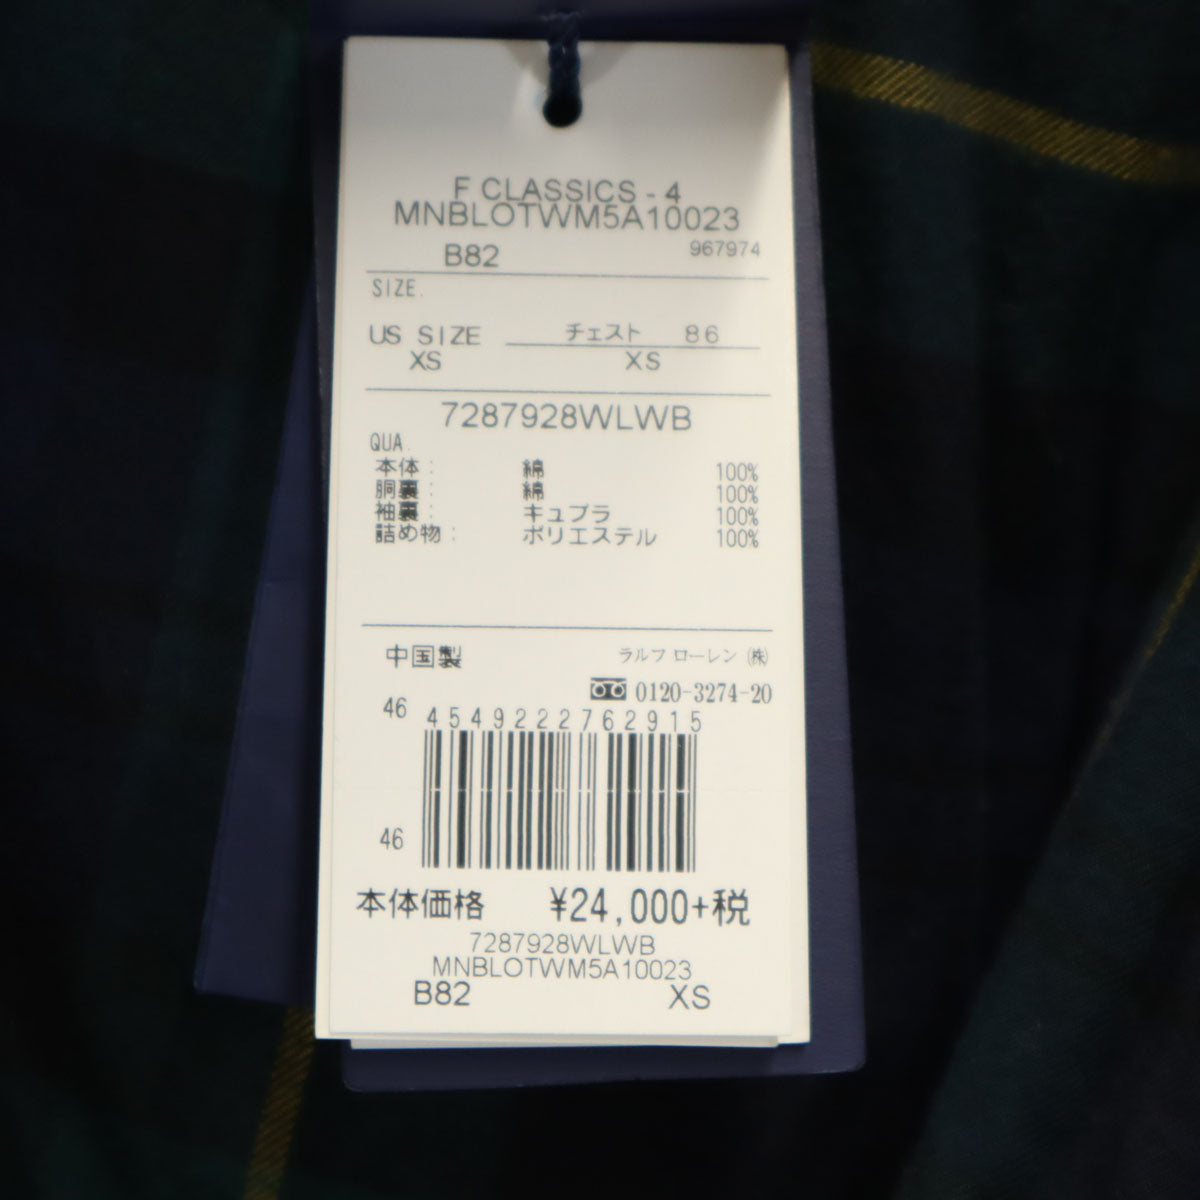 F CLASSICS - 4
MNBLOTWM5A10023
B82 967974
SIZE.
US SIZE チェスト 86
XS XS
7287928WLWB
QUA.
本体: 綿 100%
胴裏: 綿 100%
袖裏: キュプラ 100%
詰め物: ポリエステル 100%
中国製 ラルフ ローレン ㈱
0120-3274-20
46 4549222762915
46
本体価格 ¥24,000+税
7287928WLWB
MNBLOTWM5A10023
B82 XS